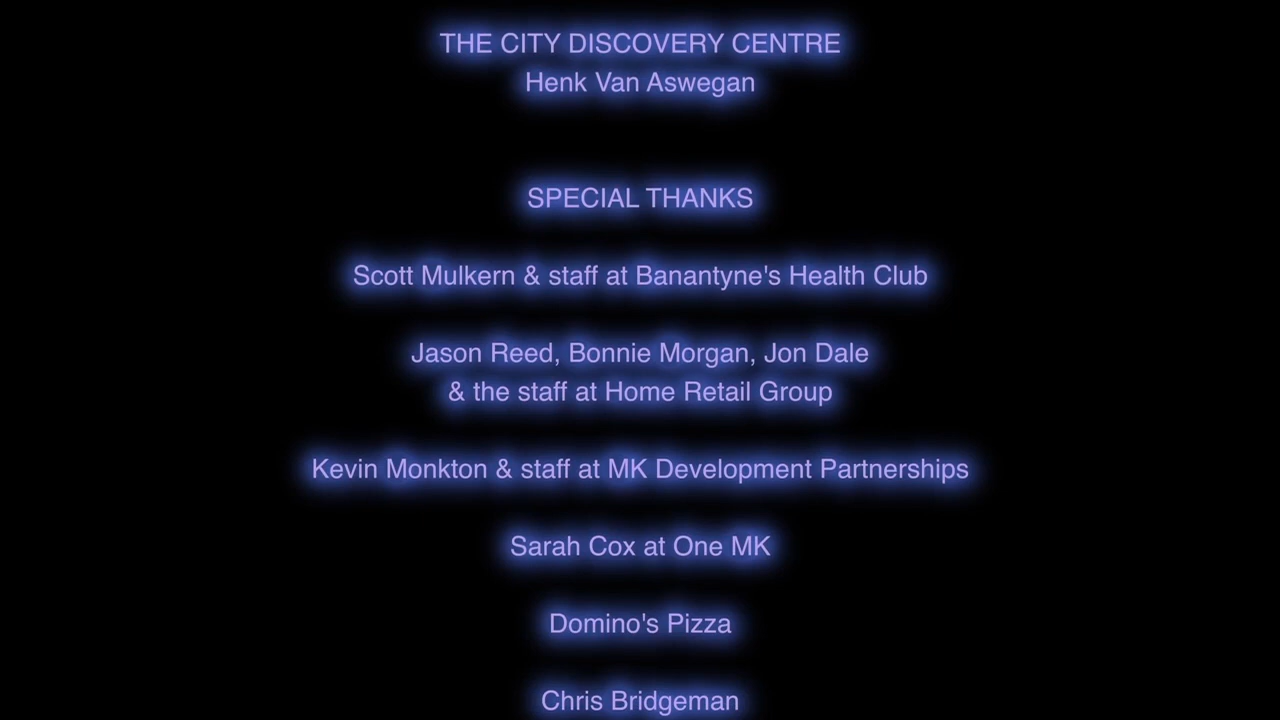 THE CITY DISCOVERY CENTRE
Henk Van Aswegan
SPECIAL THANKS
Scott Mulkern & staff at Banantyne's Health Club
Jason Reed, Bonnie Morgan, Jon Dale
& the staff at Home Retail Group
Kevin Monkton & staff at MK Development Partnerships
Sarah Cox at One MK
Domino's Pizza
Chris Bridgeman